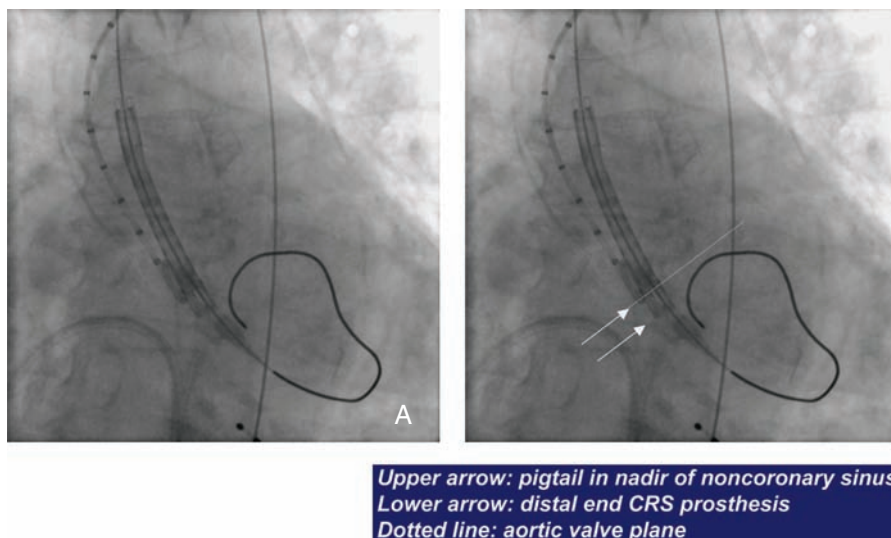 A
Upper arrow: pigtail in nadir of noncoronary sinus
Lower arrow: distal end CRS prosthesis
Dotted line: aortic valve plane